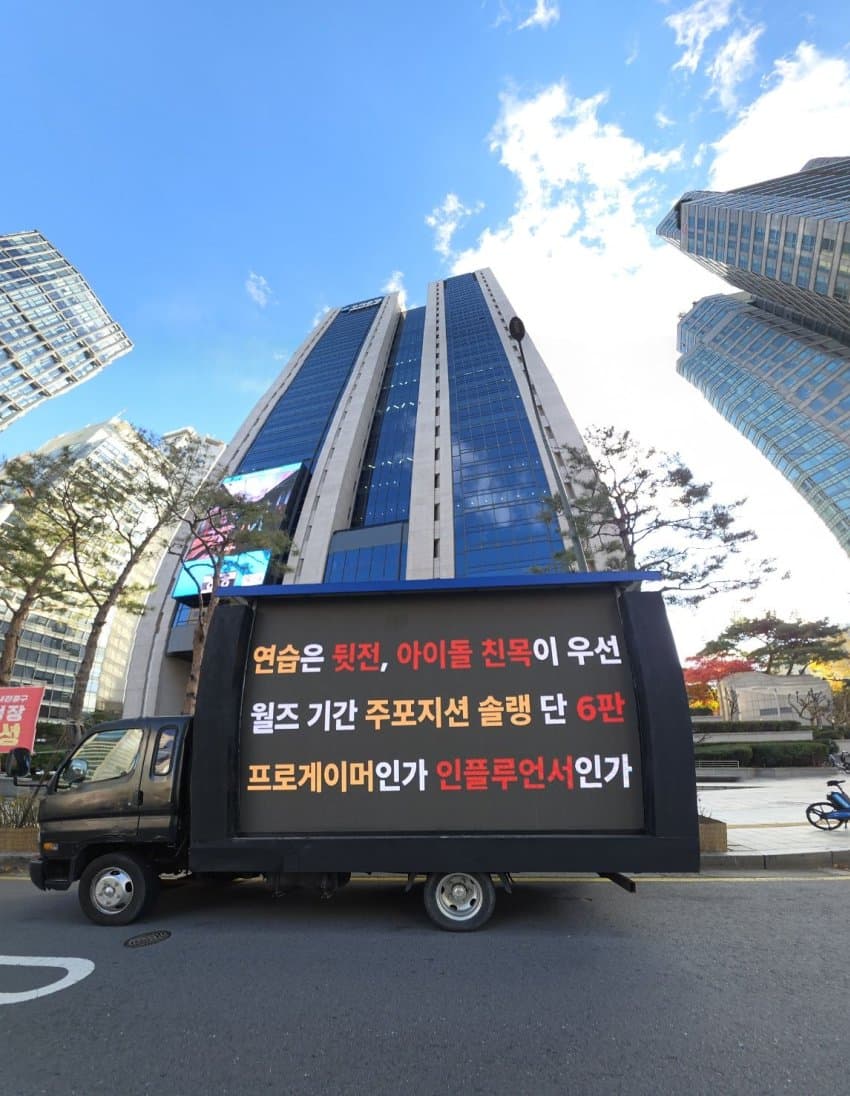 연습은 뒷전, 아이돌 친목이 우선
월즈 기간 주포지션 솔랭 단 6판
프로게이머인가 인플루언서인가